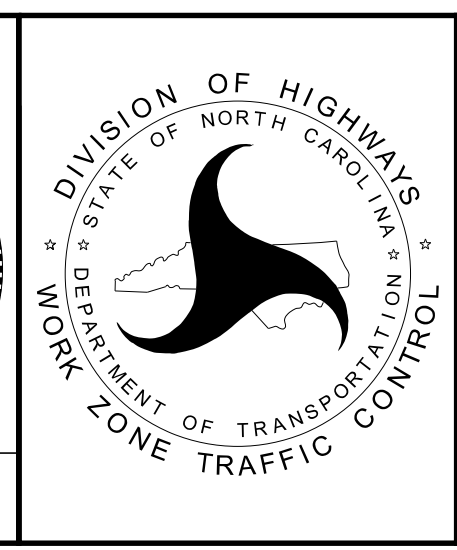 DIVISION OF HIGHWAYS
STATE OF NORTH CAROLINA
DEPARTMENT OF TRANSPORTATION
WORK ZONE TRAFFIC CONTROL